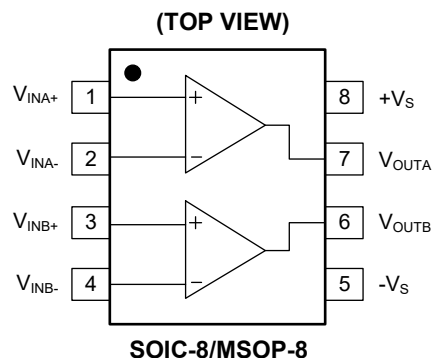 (TOP VIEW)
VINA+ 1 + 8 +VS
VINA- 2 − 7 VOUTA
VINB+ 3 + 6 VOUTB
VINB- 4 − 5 -VS
SOIC-8/MSOP-8